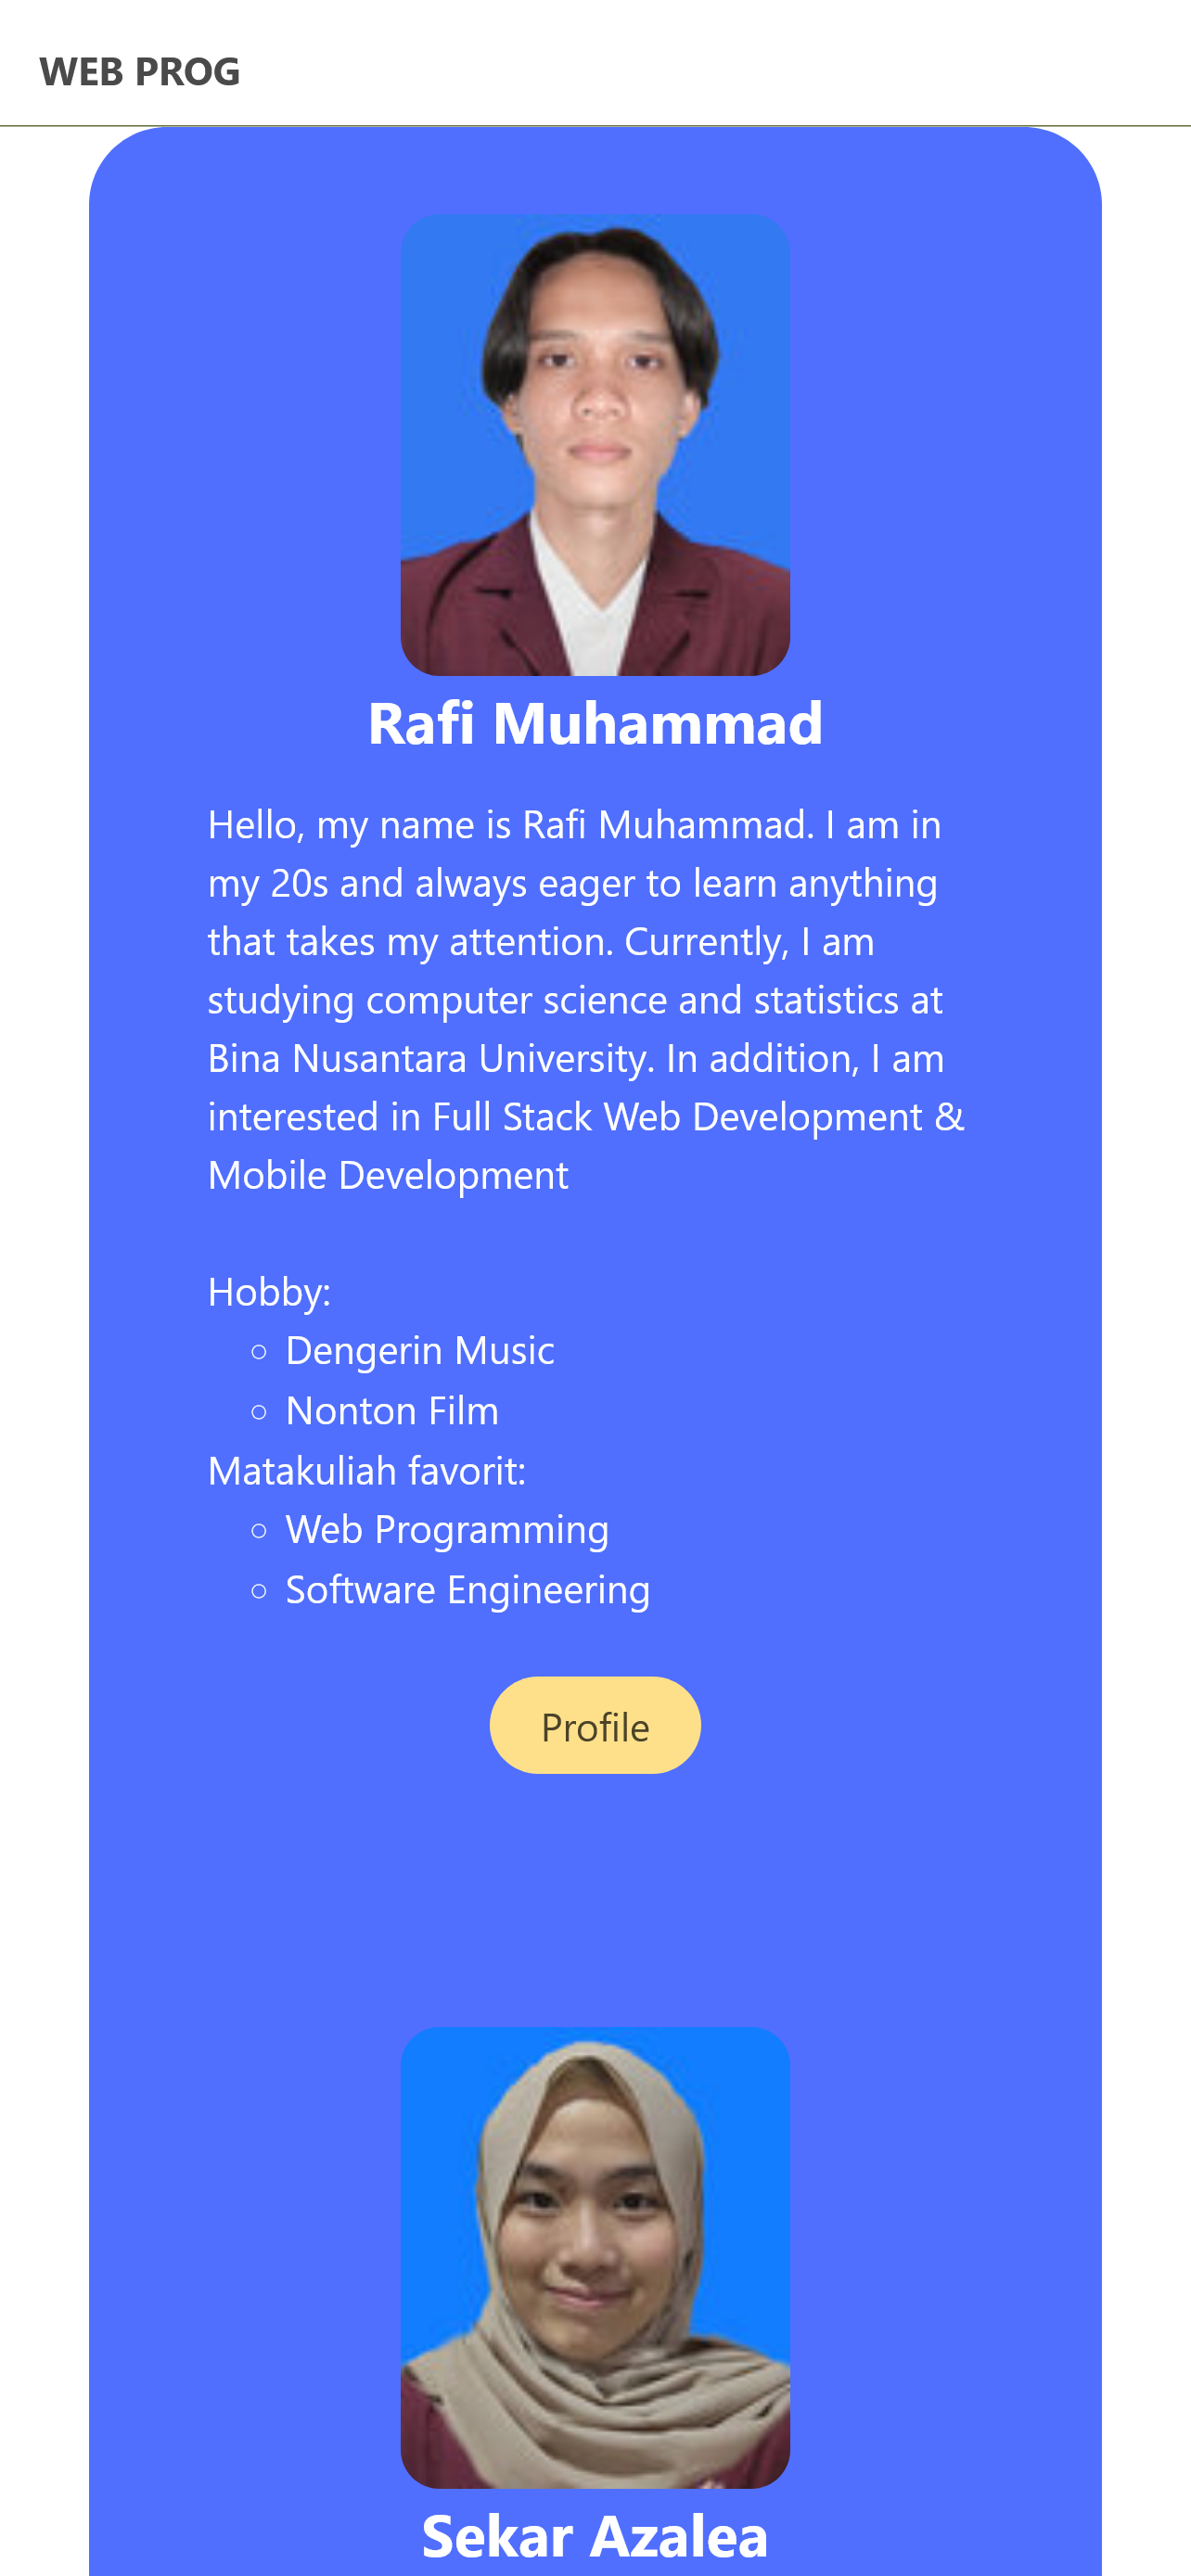 WEB PROG
Rafi Muhammad
Hello, my name is Rafi Muhammad. I am in
my 20s and always eager to learn anything
that takes my attention. Currently, I am
studying computer science and statistics at
Bina Nusantara University. In addition, I am
interested in Full Stack Web Development &
Mobile Development
Hobby:
Dengerin Music
Nonton Film
Matakuliah favorit:
Web Programming
Software Engineering
Profile
Sekar Azalea